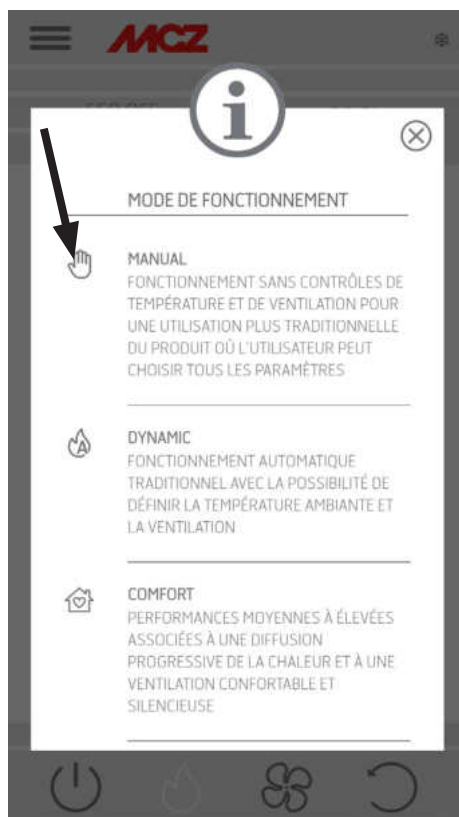 MCZ
MODE DE FONCTIONNEMENT
MANUAL
FONCTIONNEMENT SANS CONTRÔLES DE
TEMPÉRATURE ET DE VENTILATION POUR
UNE UTILISATION PLUS TRADITIONNELLE
DU PRODUIT OÛ L'UTILISATEUR PEUT
CHOISIR TOUS LES PARAMÈTRES
DYNAMIC
FONCTIONNEMENT AUTOMATIQUE
TRADITIONNEL AVEC LA POSSIBILITÉ DE
DÉFINIR LA TEMPÉRATURE AMBIANTE ET
LA VENTILATION
COMFORT
PERFORMANCES MOYENNES À ÉLEVÉES
ASSOCIÉES À UNE DIFFUSION
PROGRESSIVE DE LA CHALEUR ET À UNE
VENTILATION CONFORTABLE ET
SILENCIEUSE